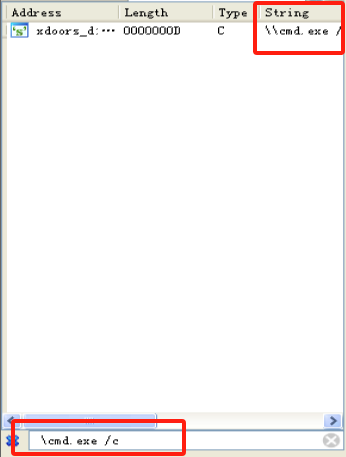 Address Length Type String
's' xdoors_d:··· 0000000D C \\cmd.exe /
\cmd.exe /c